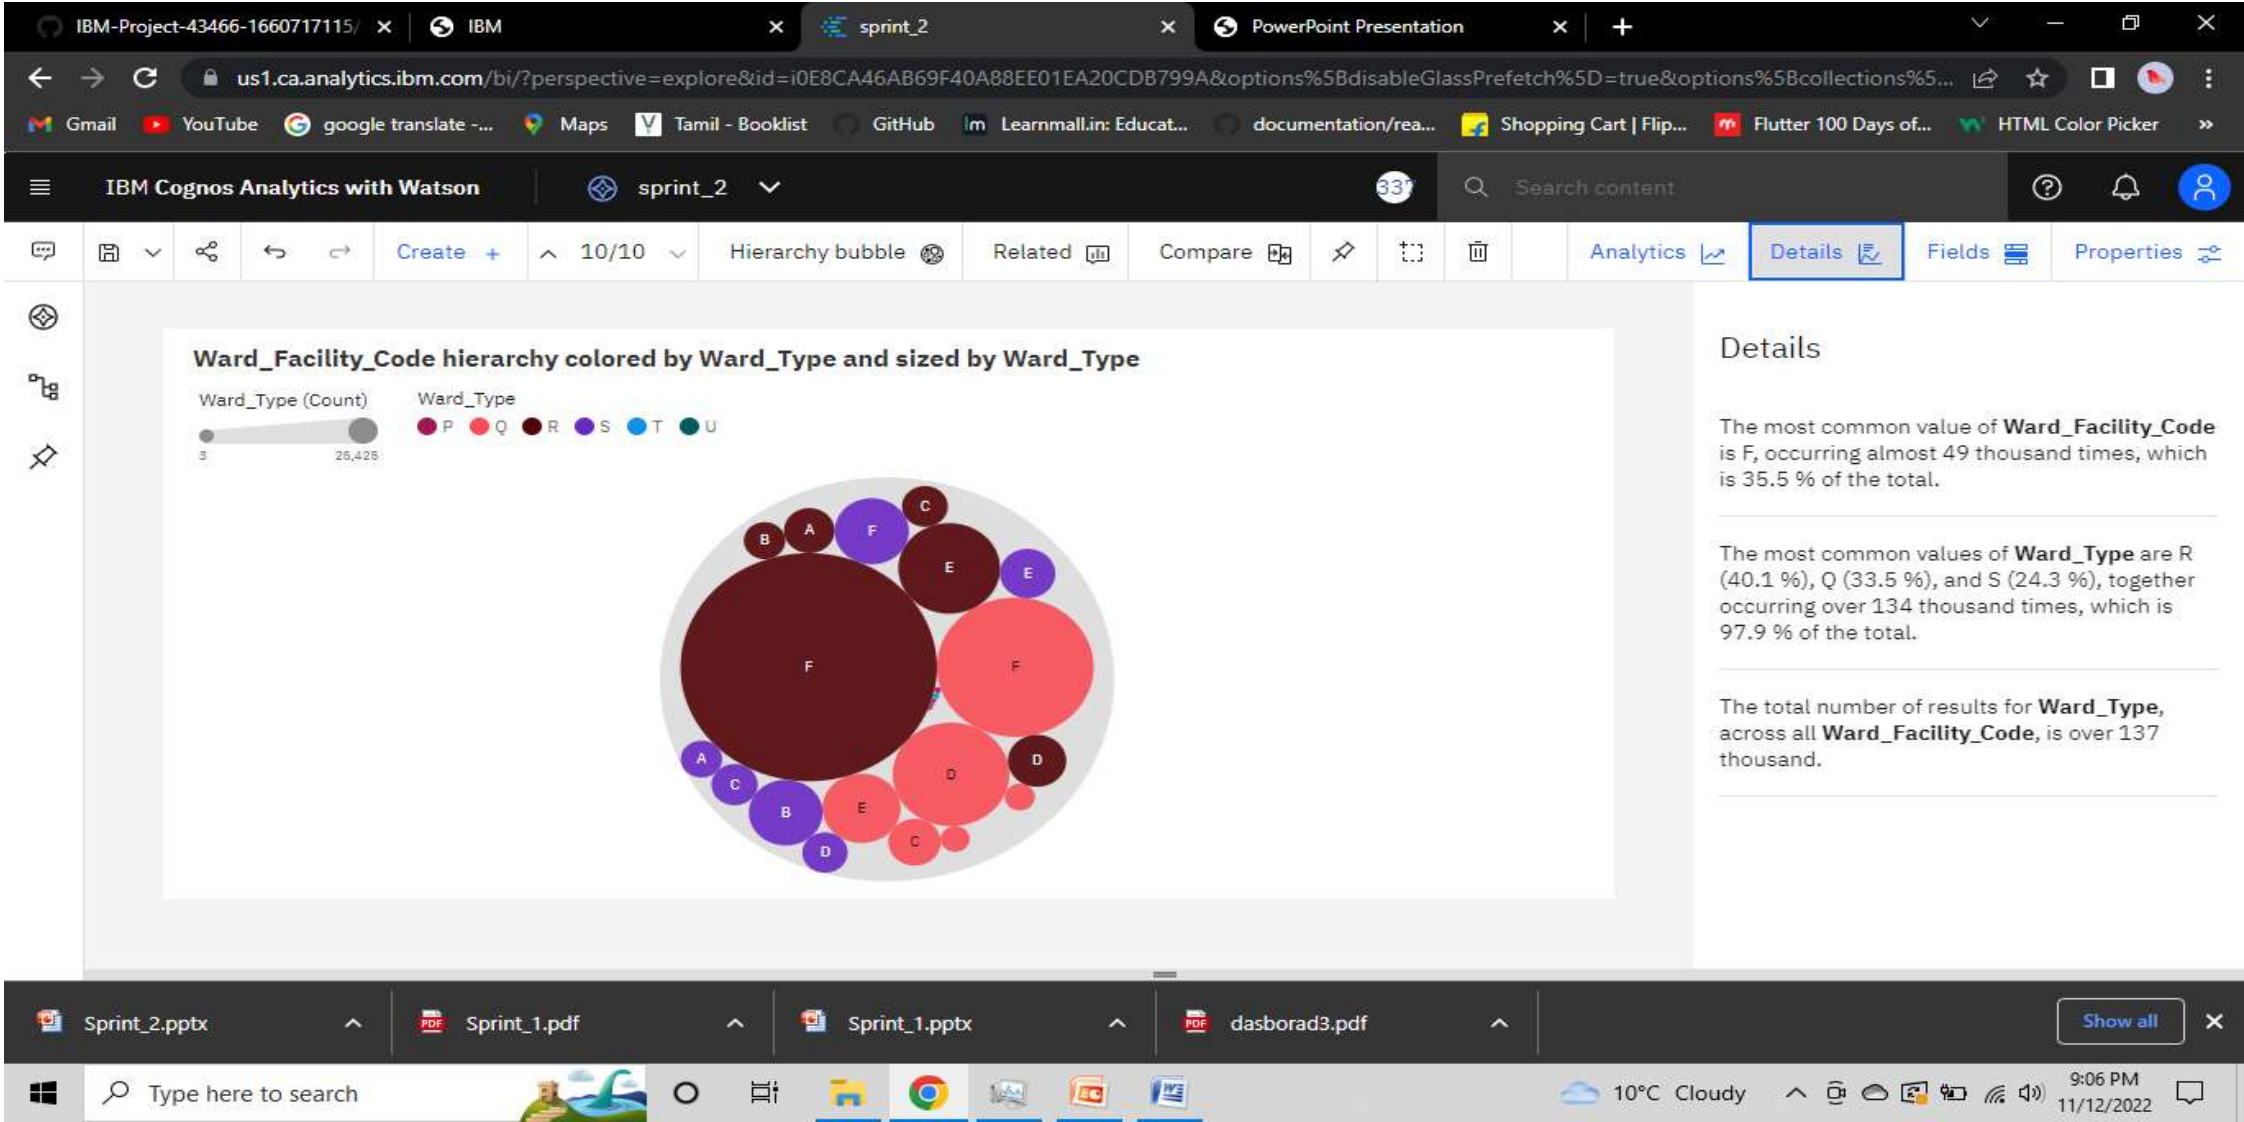 IBM-Project-43466-1660717115/
IBM
sprint_2
PowerPoint Presentation
us1.ca.analytics.ibm.com/bi/?perspective=explore&id=i0E8CA46AB69F40A88EE01EA20CDB799A&options%5BdisableGlassPrefetch%5D=true&options%5Bcollections%5...
Gmail YouTube google translate -... Maps Tamil - Booklist GitHub Learnmall.in: Educat... documentation/rea... Shopping Cart | Flip... Flutter 100 Days of... HTML Color Picker »
IBM Cognos Analytics with Watson
sprint_2
337
Search content
Create + 10/10 Hierarchy bubble Related Compare Analytics Details Fields Properties
Ward_Facility_Code hierarchy colored by Ward_Type and sized by Ward_Type
Ward_Type (Count)
3 25,425
Ward_Type
P Q R S T U
C
B A F
E E
F F
A D
C D
B E
D C
Details
The most common value of Ward_Facility_Code
is F, occurring almost 49 thousand times, which
is 35.5 % of the total.
The most common values of Ward_Type are R
(40.1 %), Q (33.5 %), and S (24.3 %), together
occurring over 134 thousand times, which is
97.9 % of the total.
The total number of results for Ward_Type,
across all Ward_Facility_Code, is over 137
thousand.
Sprint_2.pptx
Sprint_1.pdf
Sprint_1.pptx
dasborad3.pdf
Show all
Type here to search
10°C Cloudy
9:06 PM
11/12/2022